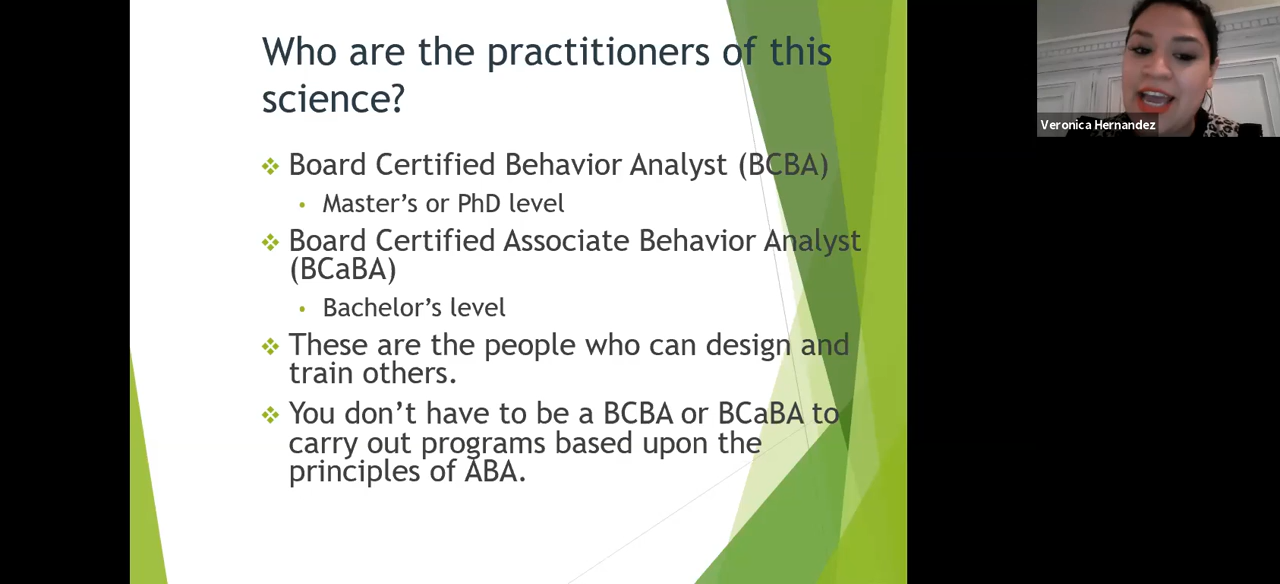 Who are the practitioners of this
science?
❖ Board Certified Behavior Analyst (BCBA)
• Master's or PhD level
❖ Board Certified Associate Behavior Analyst
(BCaBA)
• Bachelor's level
❖ These are the people who can design and
train others.
❖ You don't have to be a BCBA or BCaBA to
carry out programs based upon the
principles of ABA.
Veronica Hernandez